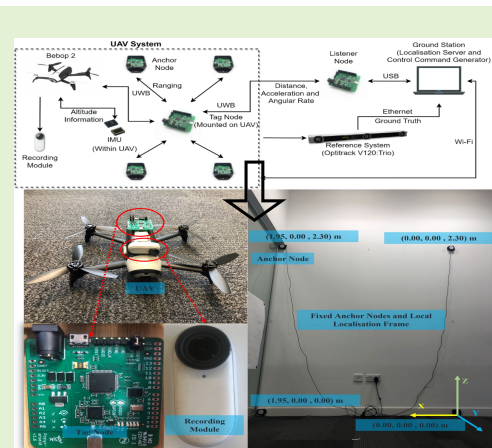 UAV System
Bebop 2
Anchor
Node
Ranging
UWB
Altitude
Information
IMU
(Within UAV)
Recording
Module
UWB
Tag Node
(Mounted on UAV)
Distance,
Acceleration and
Angular Rate
Listener
Node
USB
Ground Station
(Localisation Server and
Control Command Generator)
Ethernet
Ground Truth
Reference System
(Optitrack V120:Trio)
Wi-Fi
UAV
Tag Node
Recording
Module
(1.95, 0.00 , 2.30) m
(0.00, 0.00 , 2.30) m
Anchor Node
Fixed Anchor Nodes and Local
Localisation Frame
(1.95, 0.00 , 0.00) m
(0.00, 0.00 , 0.00) m
Z
X
Y